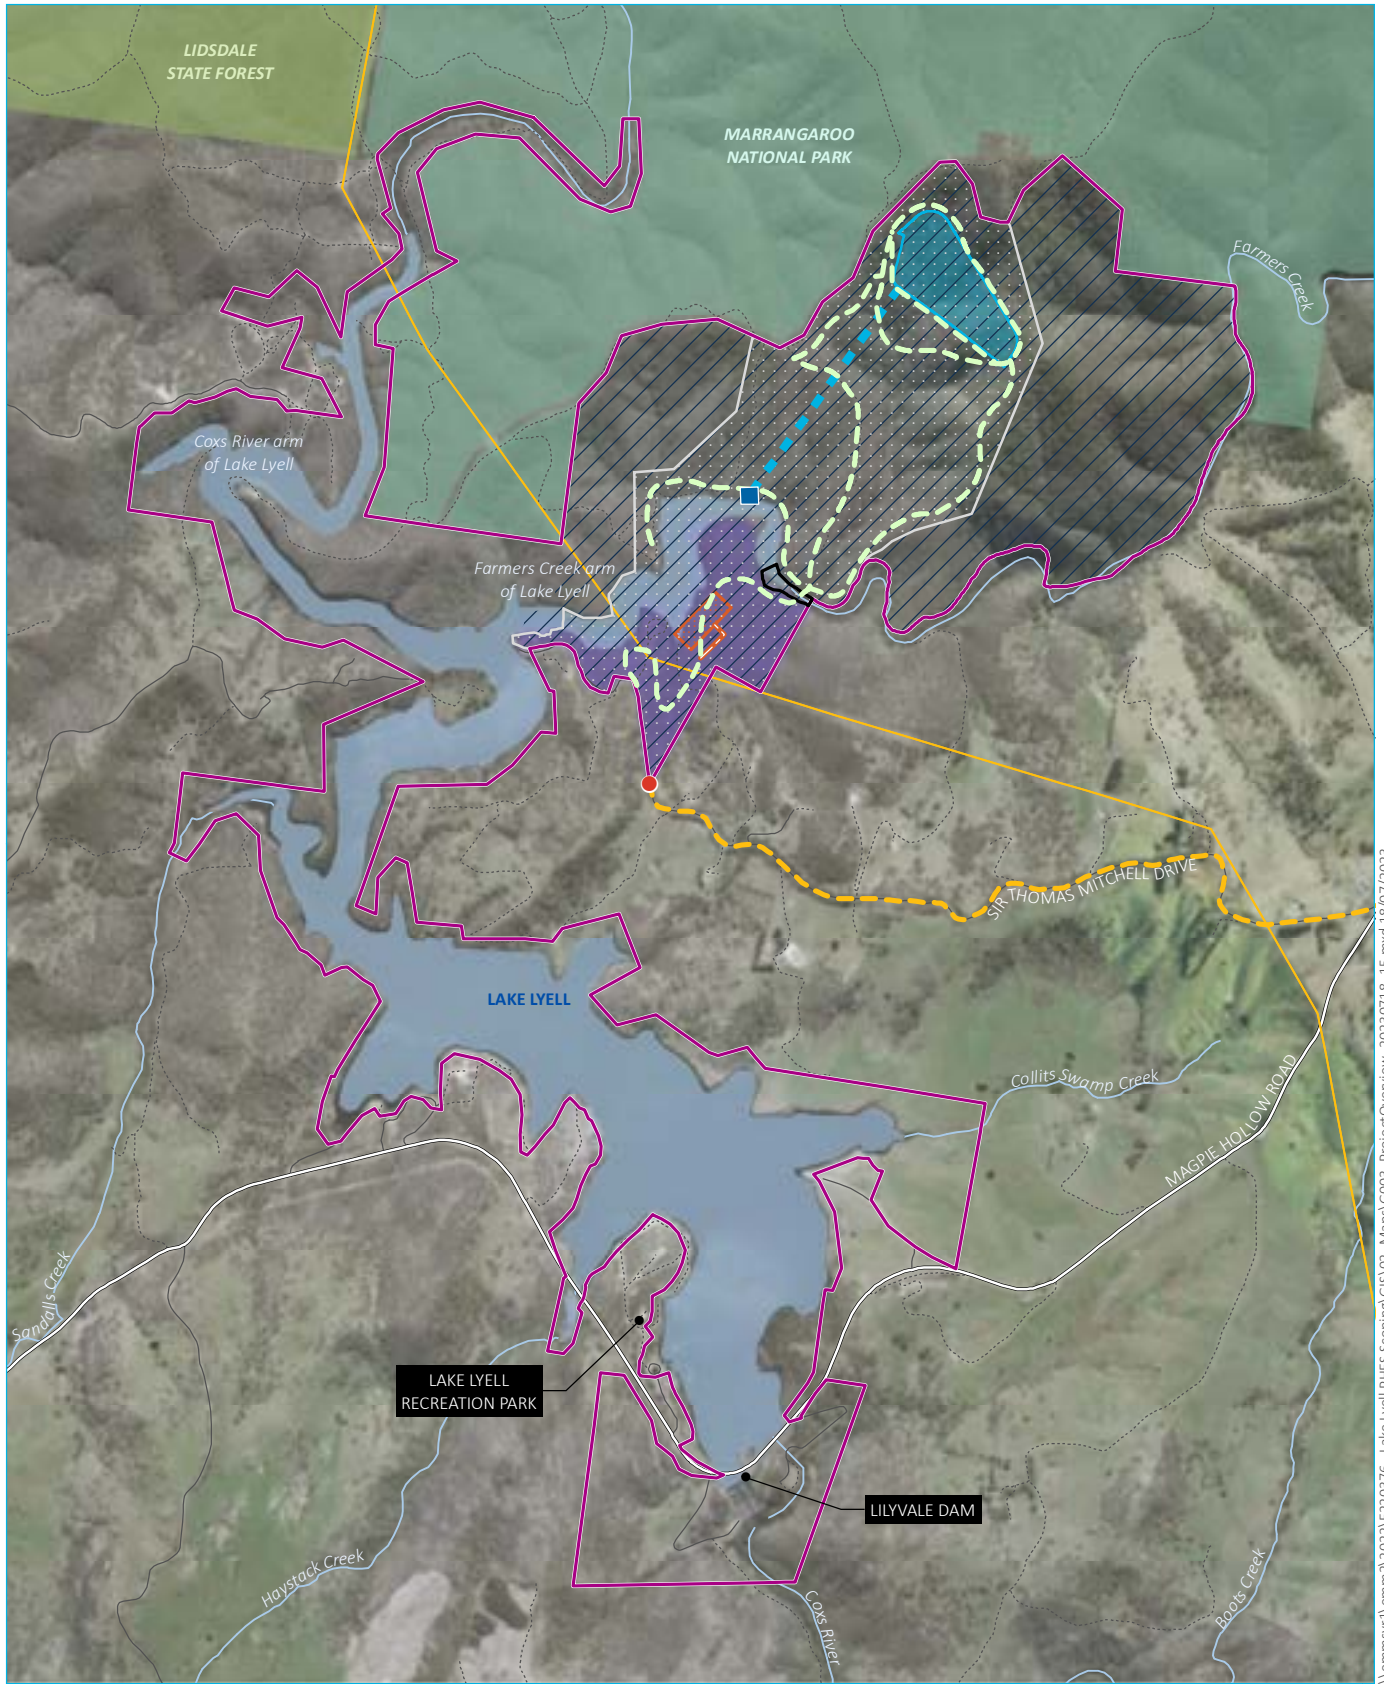 LIDSDALE
STATE FOREST
MARRANGAROO
NATIONAL PARK
Farmers Creek
Coxs River arm
of Lake Lyell
Farmers Creek arm
of Lake Lyell
SIR THOMAS MITCHELL DRIVE
LAKE LYELL
Collits Swamp Creek
MAGPIE HOLLOW ROAD
Sandalls Creek
LAKE LYELL
RECREATION PARK
LILYVALE DAM
Haystack Creek
Coxs River
Boots Creek